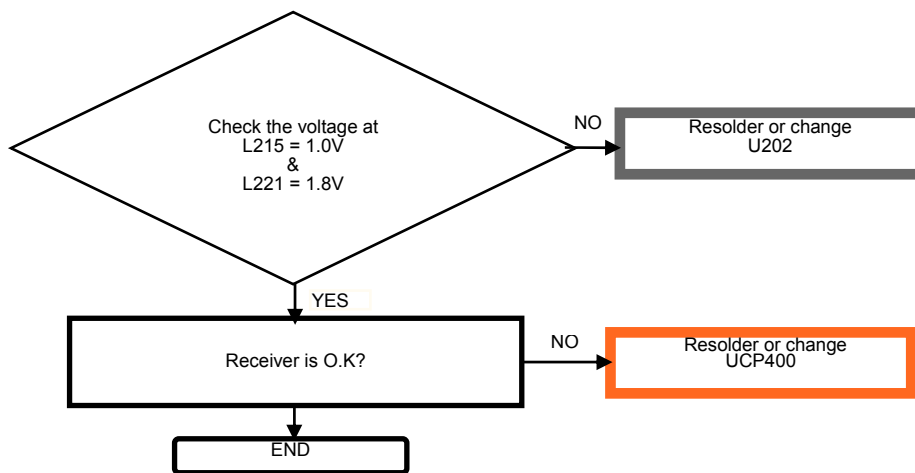 Check the voltage at
L215 = 1.0V
&
L221 = 1.8V
NO
Resolder or change
U202
YES
Receiver is O.K?
NO
Resolder or change
UCP400
END